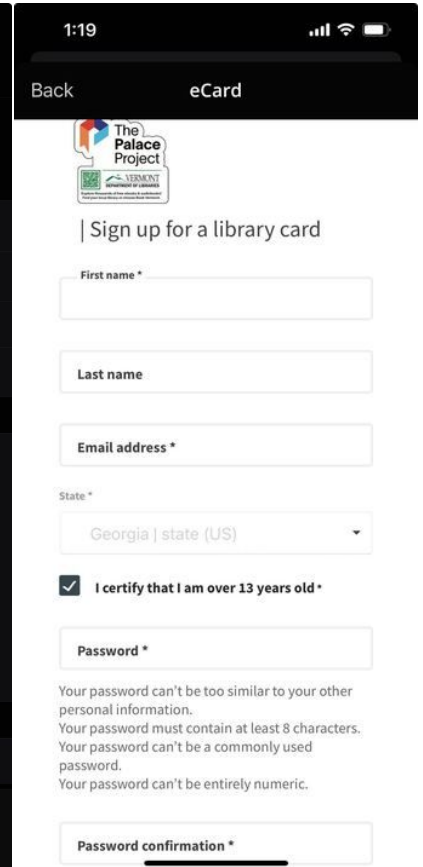 1:19
Back
eCard
The
Palace
Project
VERMONT
DEPARTMENT OF LIBRARIES
| Sign up for a library card
First name *
Last name
Email address *
State *
Georgia | state (US)
I certify that I am over 13 years old *
Password *
Your password can't be too similar to your other
personal information.
Your password must contain at least 8 characters.
Your password can't be a commonly used
password.
Your password can't be entirely numeric.
Password confirmation *